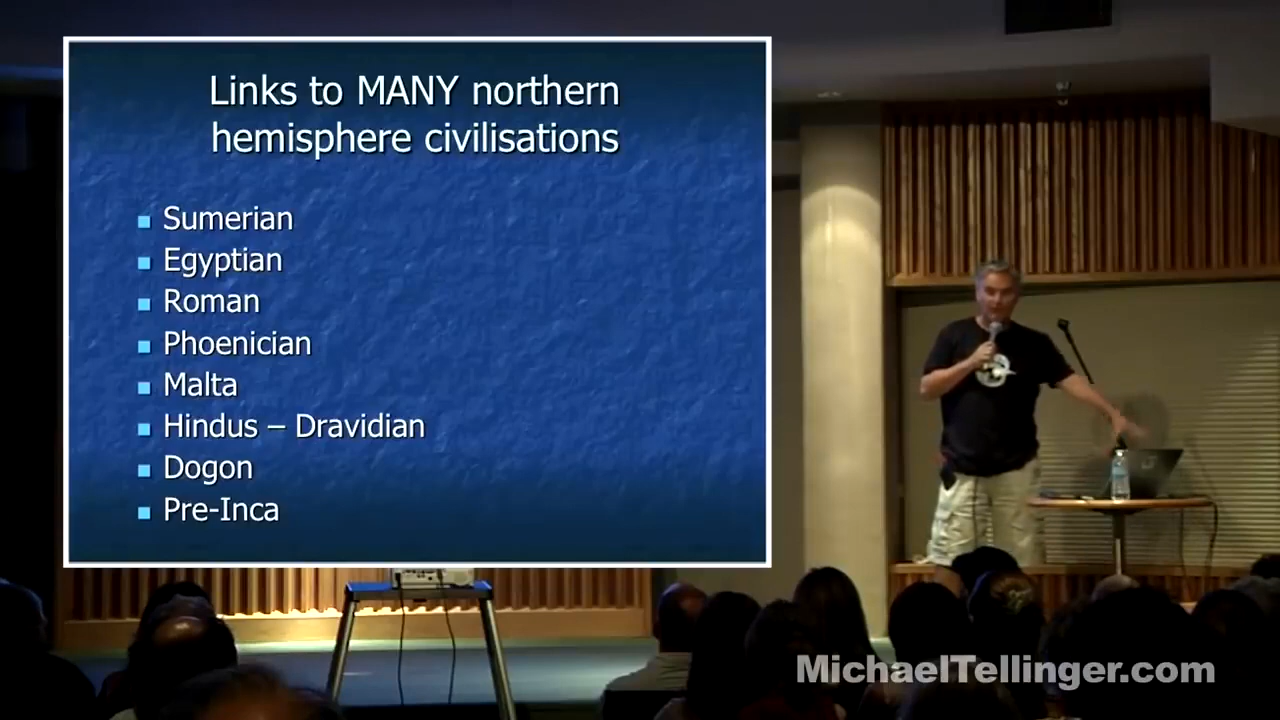 Links to MANY northern
hemisphere civilisations
Sumerian
Egyptian
Roman
Phoenician
Malta
Hindus – Dravidian
Dogon
Pre-Inca
MichaelTellinger.com